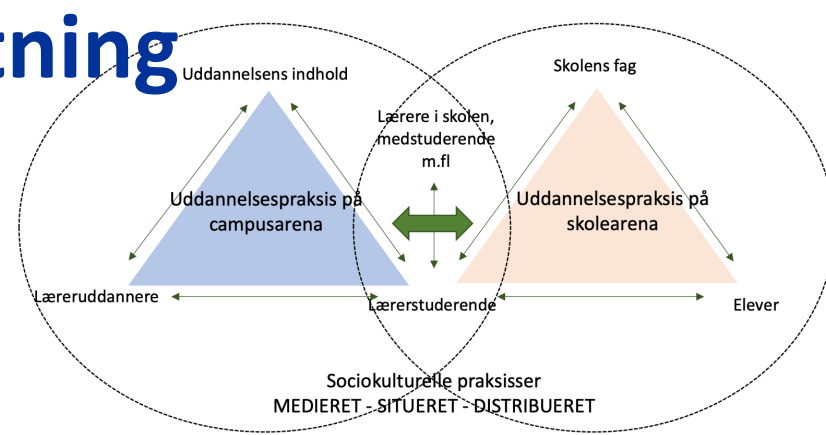 tning
Uddannelsens indhold
Skolens fag
Lærere i skolen,
medstuderende
m.fl
Uddannelsespraksis på
campusarena
Uddannelsespraksis på
skolearena
Læreruddannere
Lærerstuderende
Elever
Sociokulturelle praksisser
MEDIERET - SITUERET - DISTRIBUERET